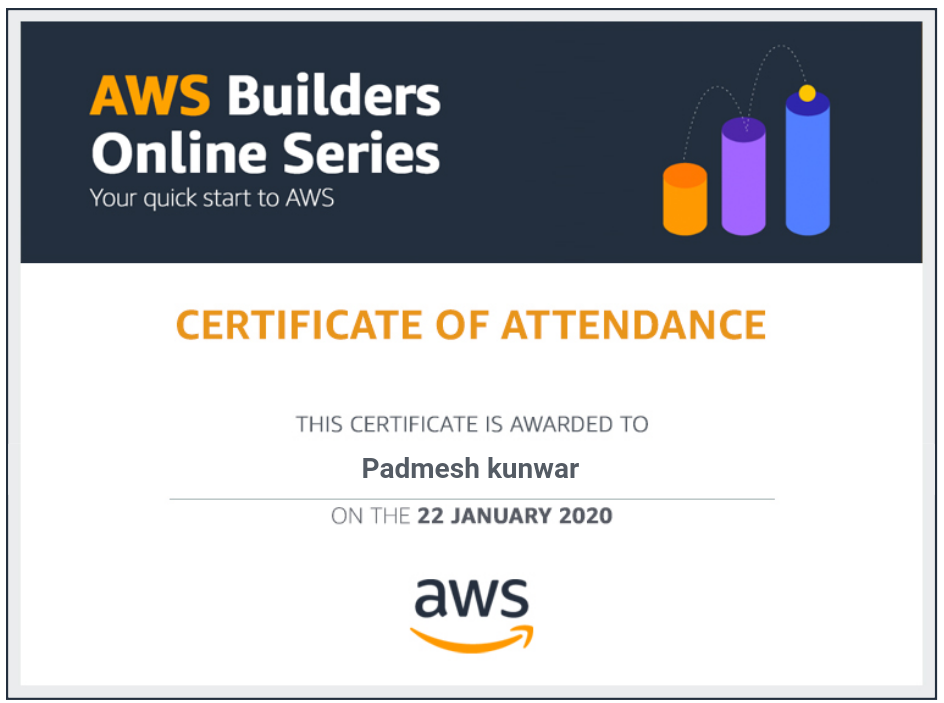 AWS Builders
Online Series
Your quick start to AWS
CERTIFICATE OF ATTENDANCE
THIS CERTIFICATE IS AWARDED TO
Padmesh kunwar
ON THE 22 JANUARY 2020
aws